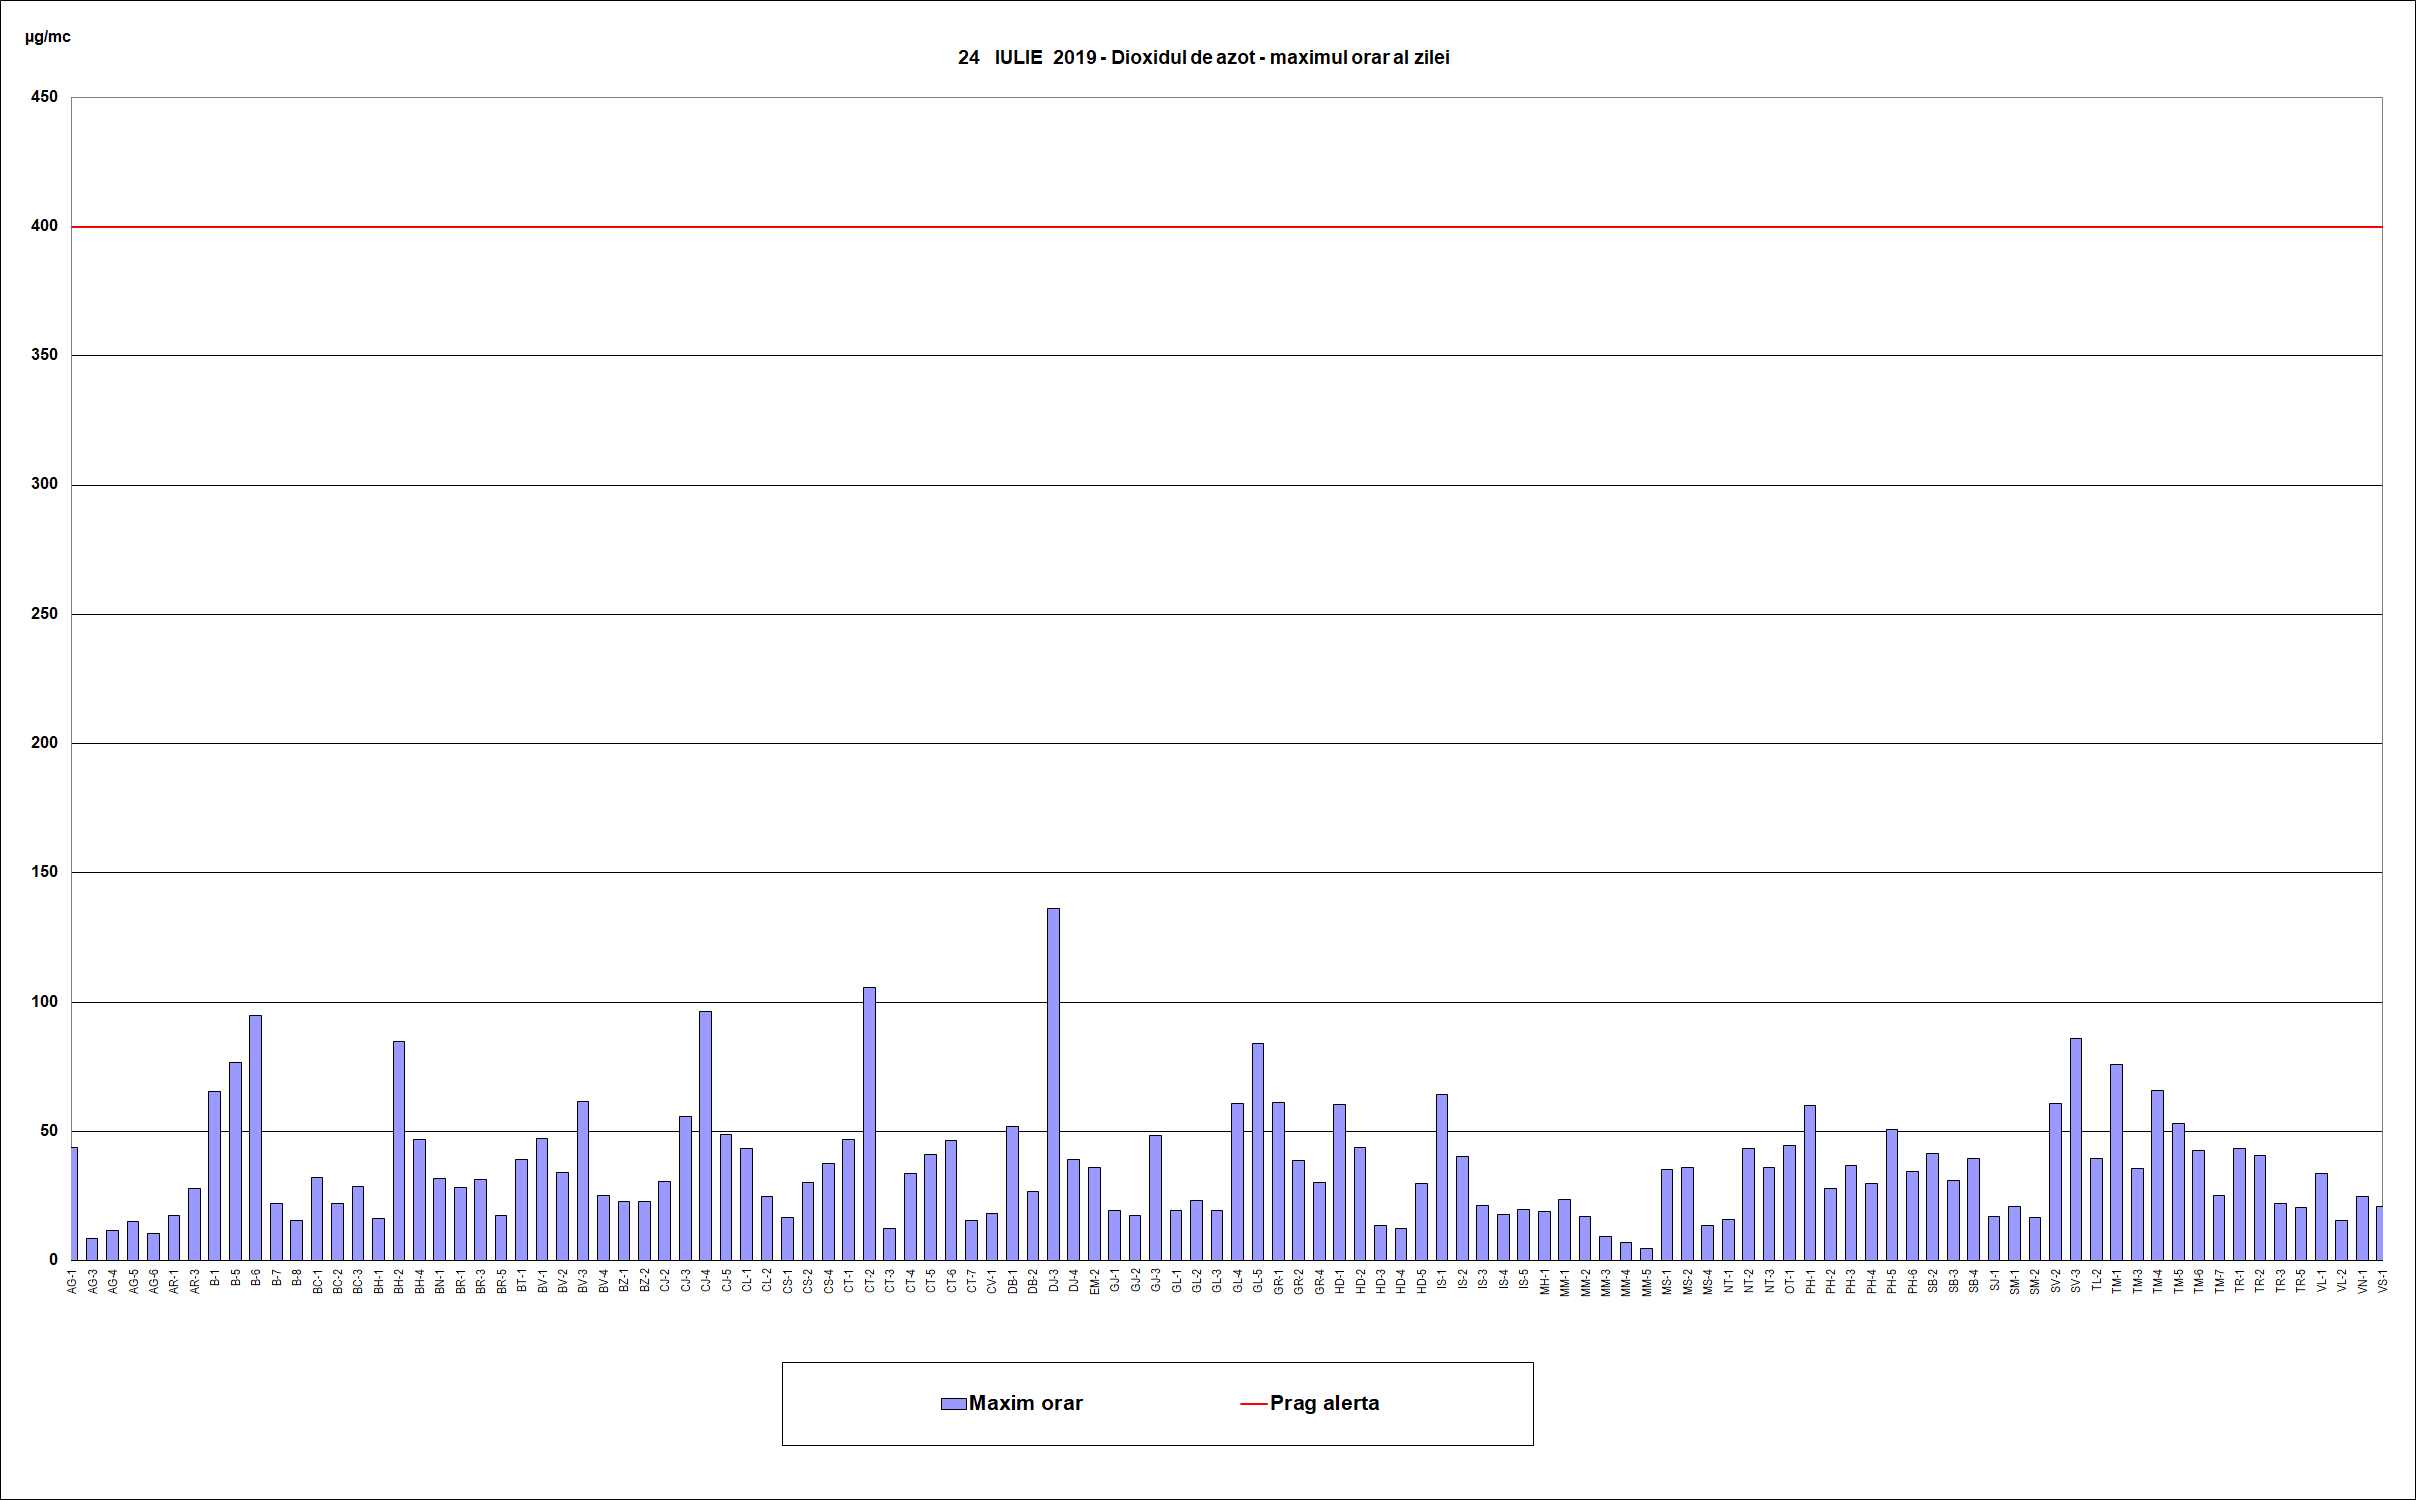 µg/mc
24 IULIE 2019 - Dioxidul de azot - maximul orar al zilei
450
400
350
300
250
200
150
100
50
0
AG-1 AG-3 AG-4 AG-5 AG-6 AR-1 AR-3 B-1 B-5 B-6 B-7 B-8 BC-1 BC-2 BC-3 BH-1 BH-2 BH-4 BN-1 BR-1 BR-3 BR-5 BT-1 BV-1 BV-2 BV-3 BV-4 BZ-1 BZ-2 CJ-2 CJ-3 CJ-4 CJ-5 CL-1 CL-2 CS-1 CS-2 CS-4 CT-1 CT-2 CT-3 CT-4 CT-5 CT-6 CT-7 CV-1 DB-1 DB-2 DJ-3 DJ-4 EM-2 GJ-1 GJ-2 GJ-3 GL-1 GL-2 GL-3 GL-4 GL-5 GR-1 GR-2 GR-4 HD-1 HD-2 HD-3 HD-4 HD-5 IS-1 IS-2 IS-3 IS-4 IS-5 MH-1 MM-1 MM-2 MM-3 MM-4 MM-5 MS-1 MS-2 MS-4 NT-1 NT-2 NT-3 OT-1 PH-1 PH-2 PH-3 PH-4 PH-5 PH-6 SB-2 SB-3 SB-4 SJ-1 SM-1 SM-2 SV-2 SV-3 TL-2 TM-1 TM-3 TM-4 TM-5 TM-6 TM-7 TR-1 TR-2 TR-3 TR-5 VL-1 VL-2 VN-1 VS-1
Maxim orar Prag alerta